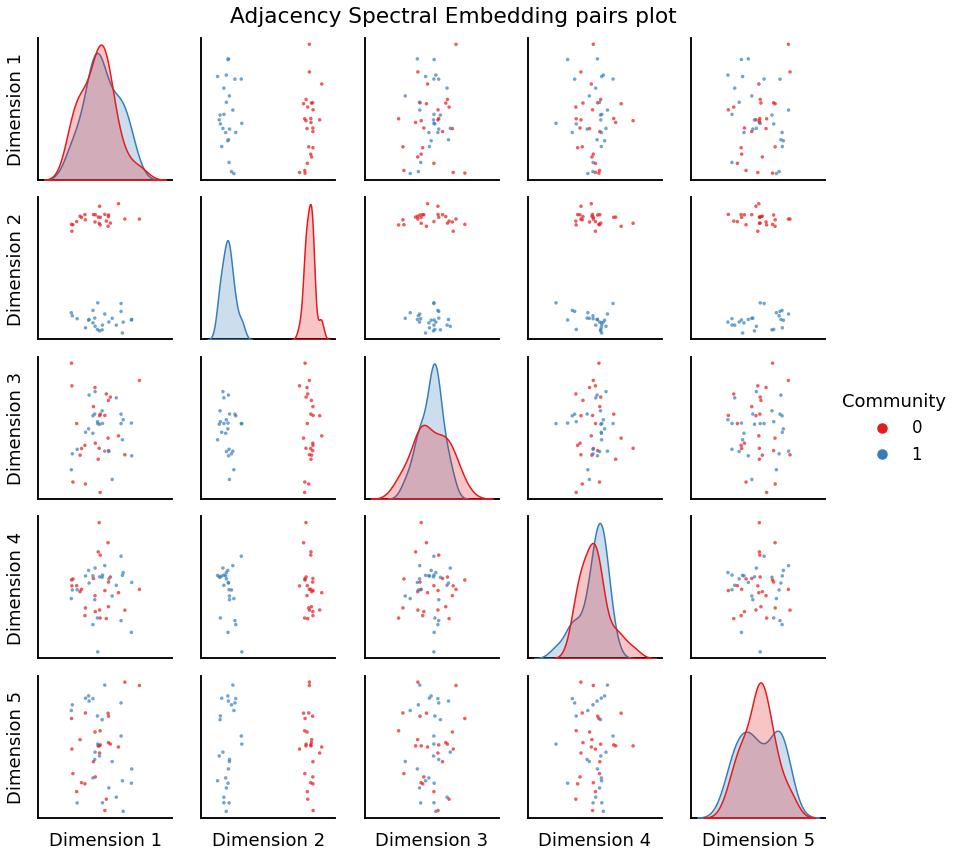 Adjacency Spectral Embedding pairs plot
Dimension 1
Dimension 2
Dimension 3
Dimension 4
Dimension 5
Community
0
1
Dimension 1
Dimension 2
Dimension 3
Dimension 4
Dimension 5